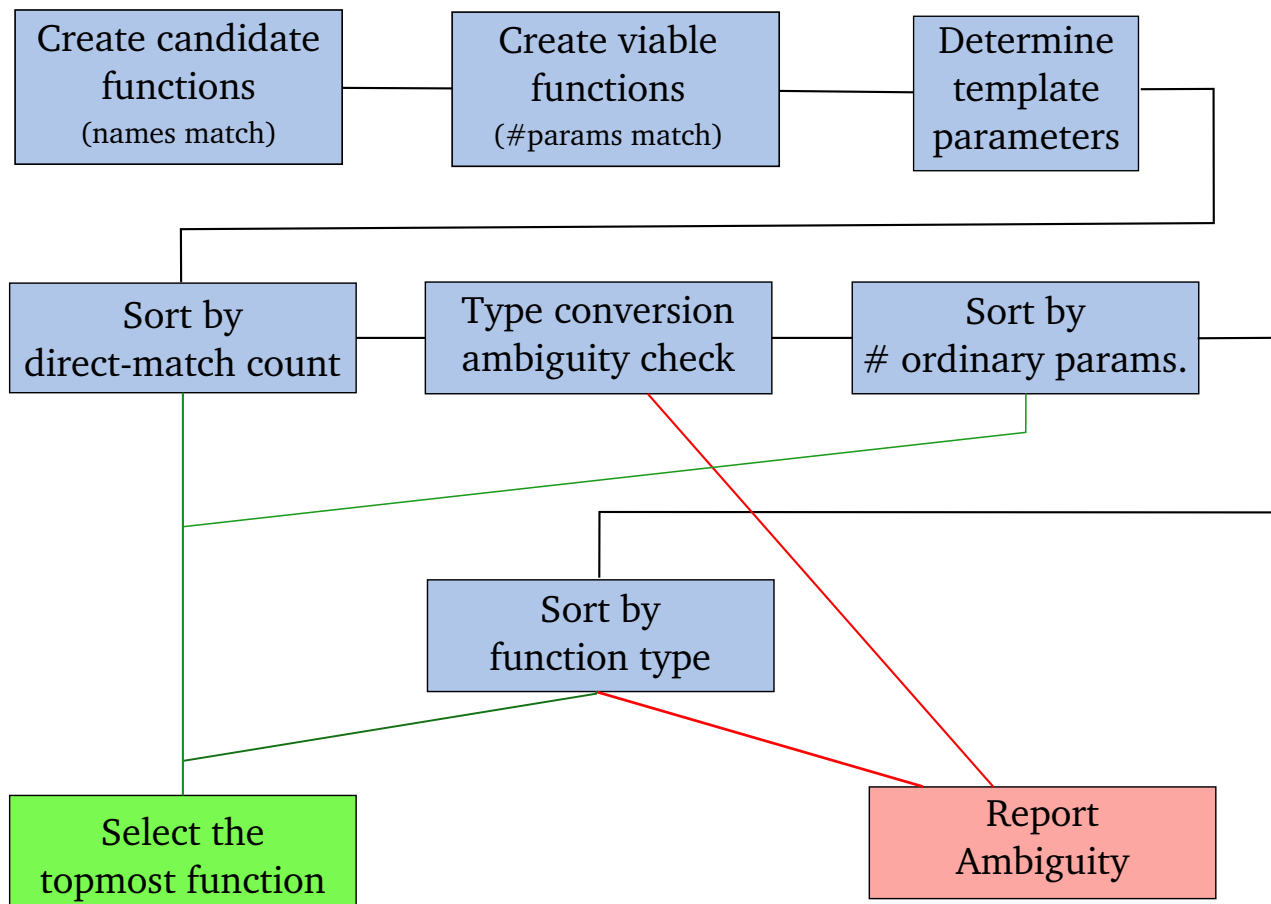 Create candidate
functions
(names match)
Create viable
functions
(#params match)
Determine
template
parameters
Sort by
direct-match count
Type conversion
ambiguity check
Sort by
# ordinary params.
Sort by
function type
Select the
topmost function
Report
Ambiguity